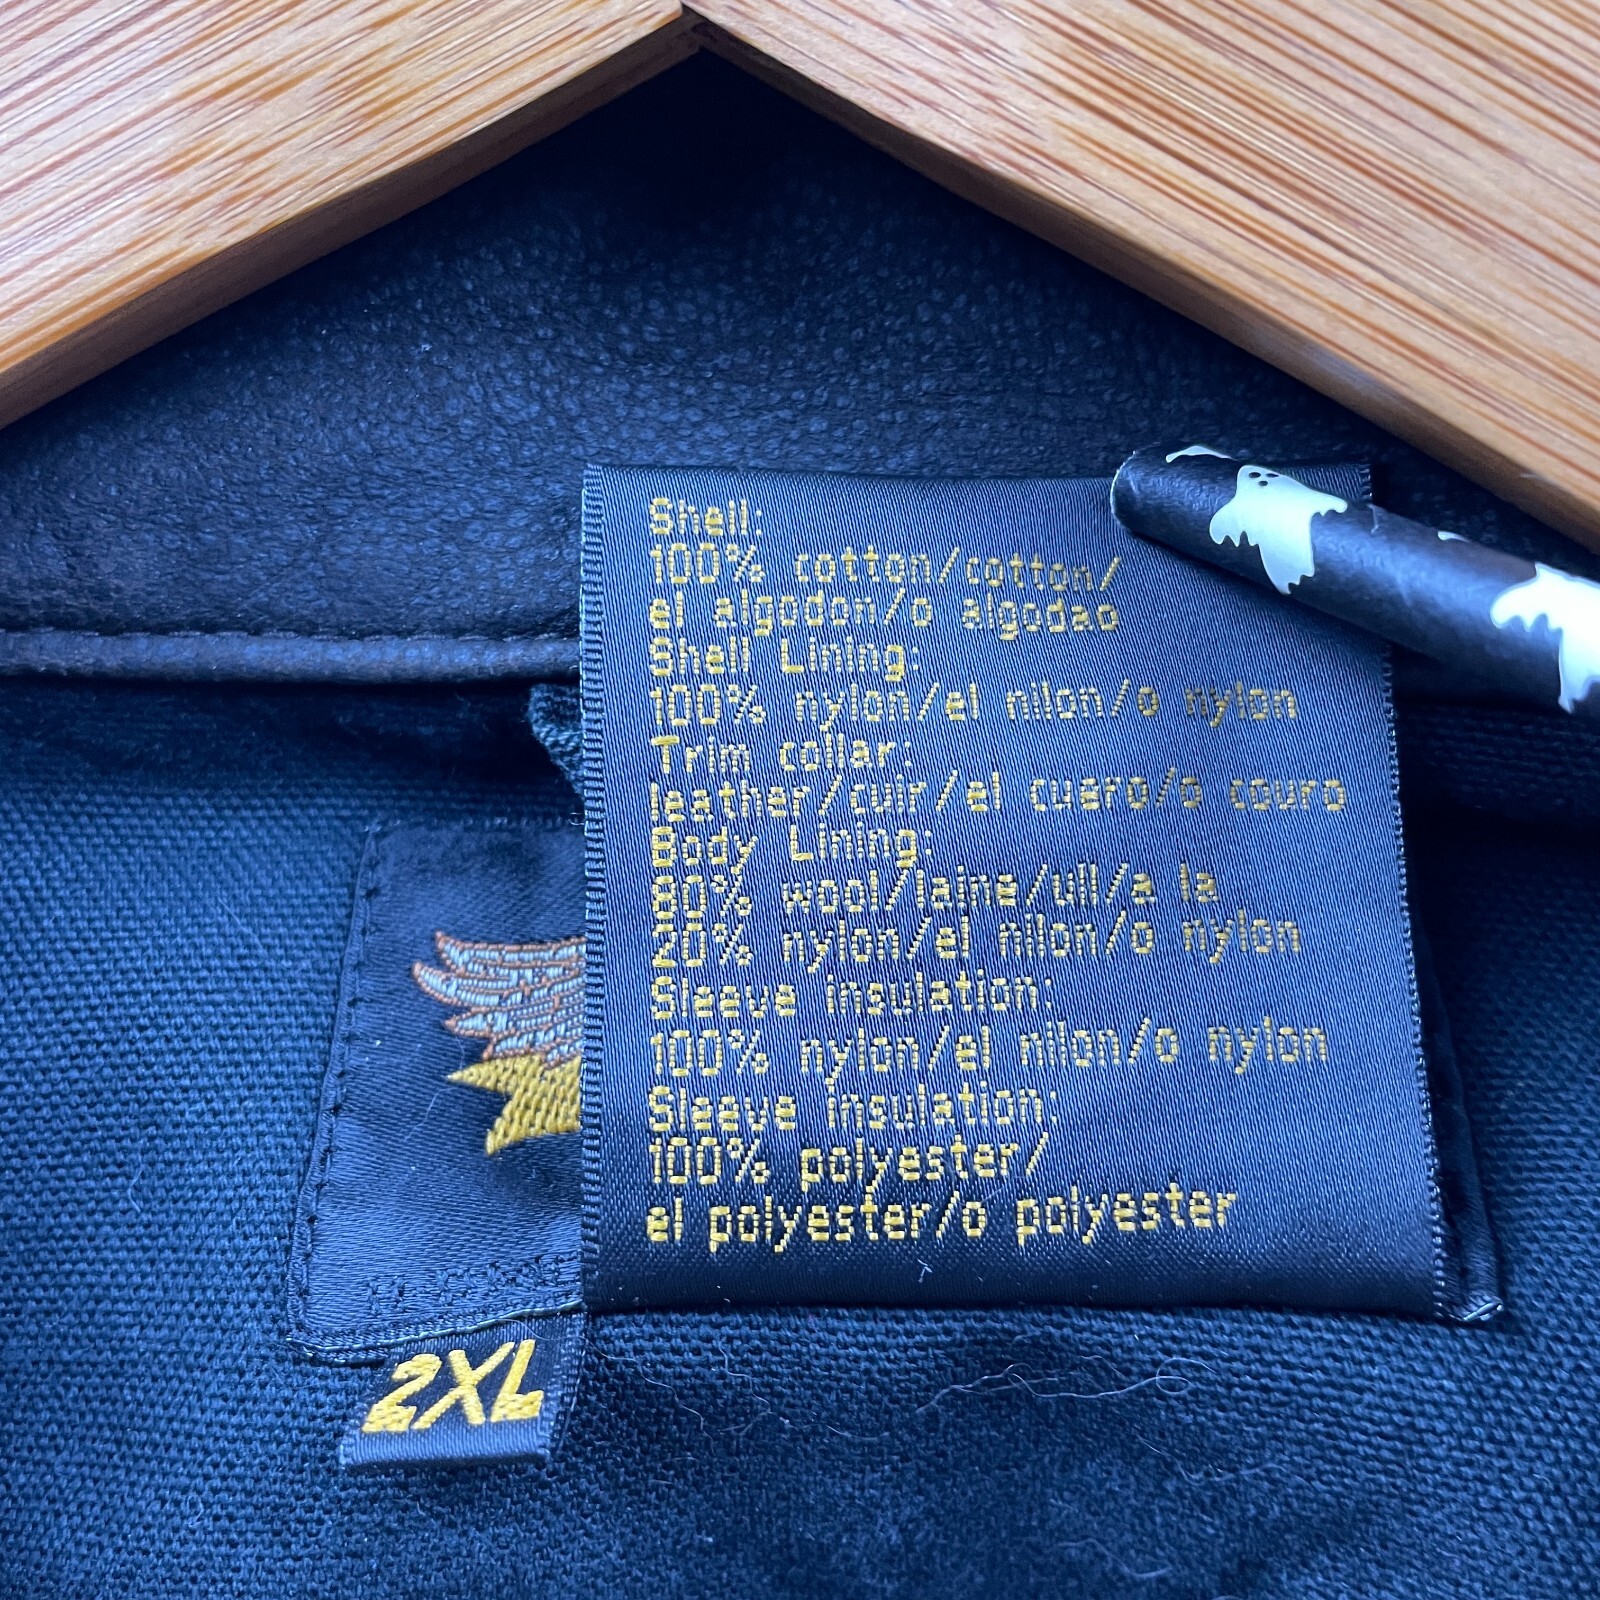 Shell:
100% cotton/cotton/
el algodon/o algodao
Shell Lining:
100% nylon/el nilon/o nylon
Trim collar:
leather/cuir/el cuero/o couro
Body Lining:
80% wool/laine/ull/a la
20% nylon/el nilon/o nylon
Sleeve insulation:
100% nylon/el nilon/o nylon
Sleeve insulation:
100% polyester/
el polyester/o polyester
2XL